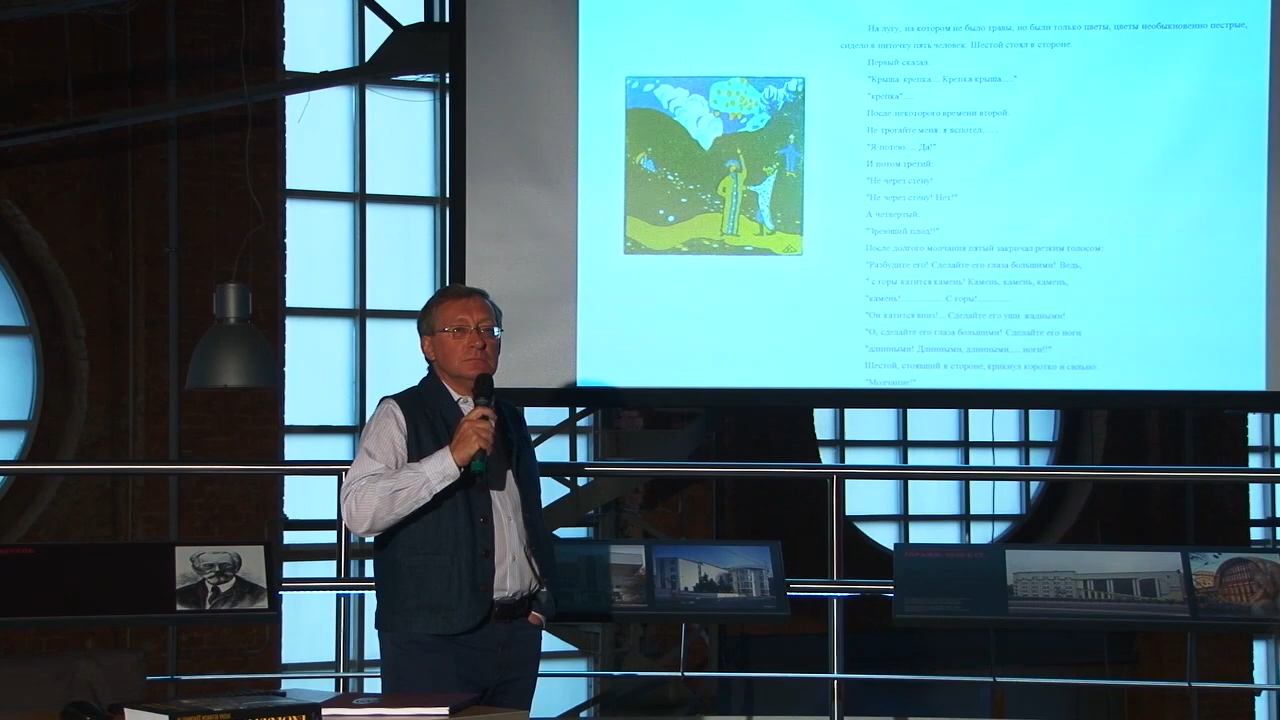 На лугу, на котором не было травы, но были только цветы, цветы необыкновенно пестрые,
сидело в ниточку пять человек. Шестой стоял в стороне.
Первый сказал:
"Крыша крепка... Крепка крыша....."
"крепка"....
После некоторого времени второй:
Не трогайте меня: я вспотел.......
"Я потею.... Да!"
И потом третий:
"Не через стену!
"Не через стену! Нет!"
А четвертый:
"Зреющий плод!!"
После долгого молчания пятый закричал резким голосом:
"Разбудите его! Сделайте его глаза большими! Ведь,
" с горы катится камень! Камень, камень, камень,
"камень!................ С горы!............
"Он катится вниз!... Сделайте его уши жадными!
"О, сделайте его глаза большими! Сделайте его ноги
"длинными! Длинными, длинными..... ноги!!"
Шестой, стоявший в стороне, крикнул коротко и сильно:
"Молчание!"